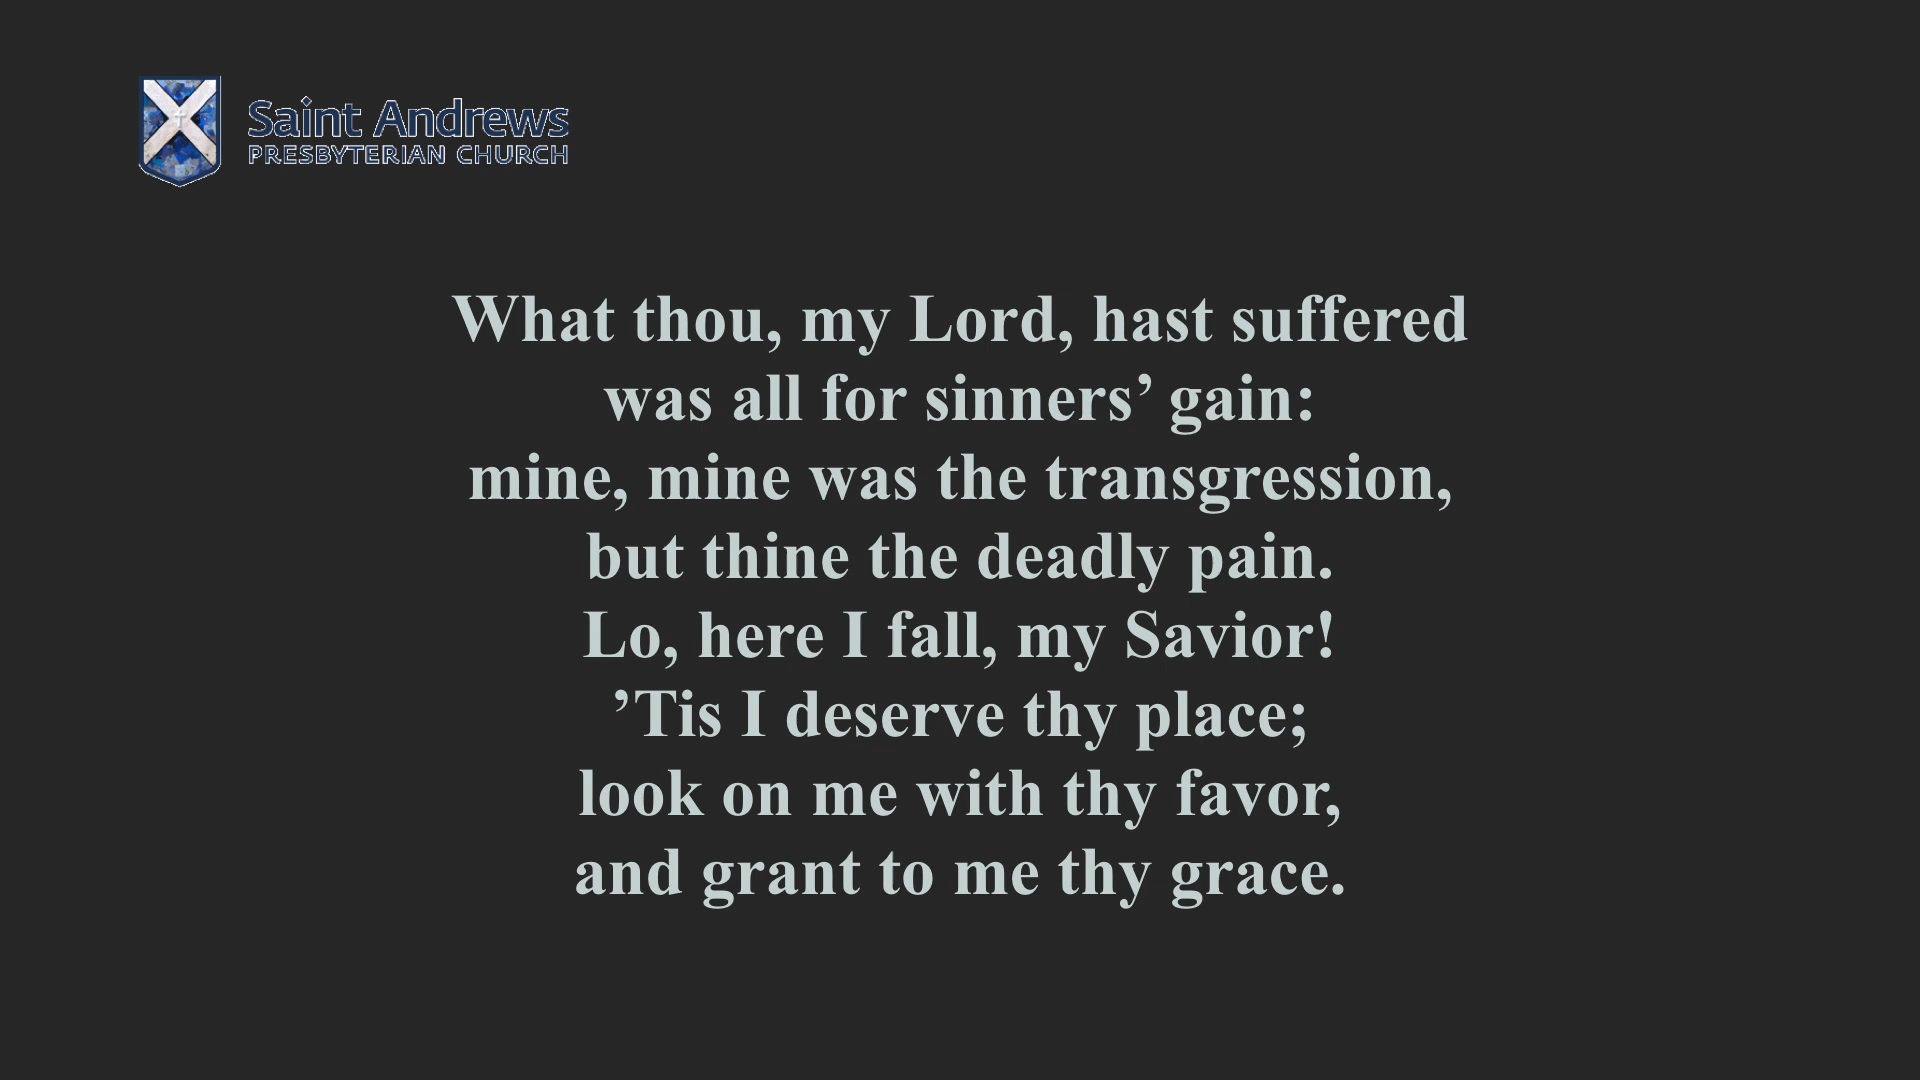 Saint Andrews
PRESBYTERIAN CHURCH
What thou, my Lord, hast suffered
was all for sinners’ gain:
mine, mine was the transgression,
but thine the deadly pain.
Lo, here I fall, my Savior!
’Tis I deserve thy place;
look on me with thy favor,
and grant to me thy grace.